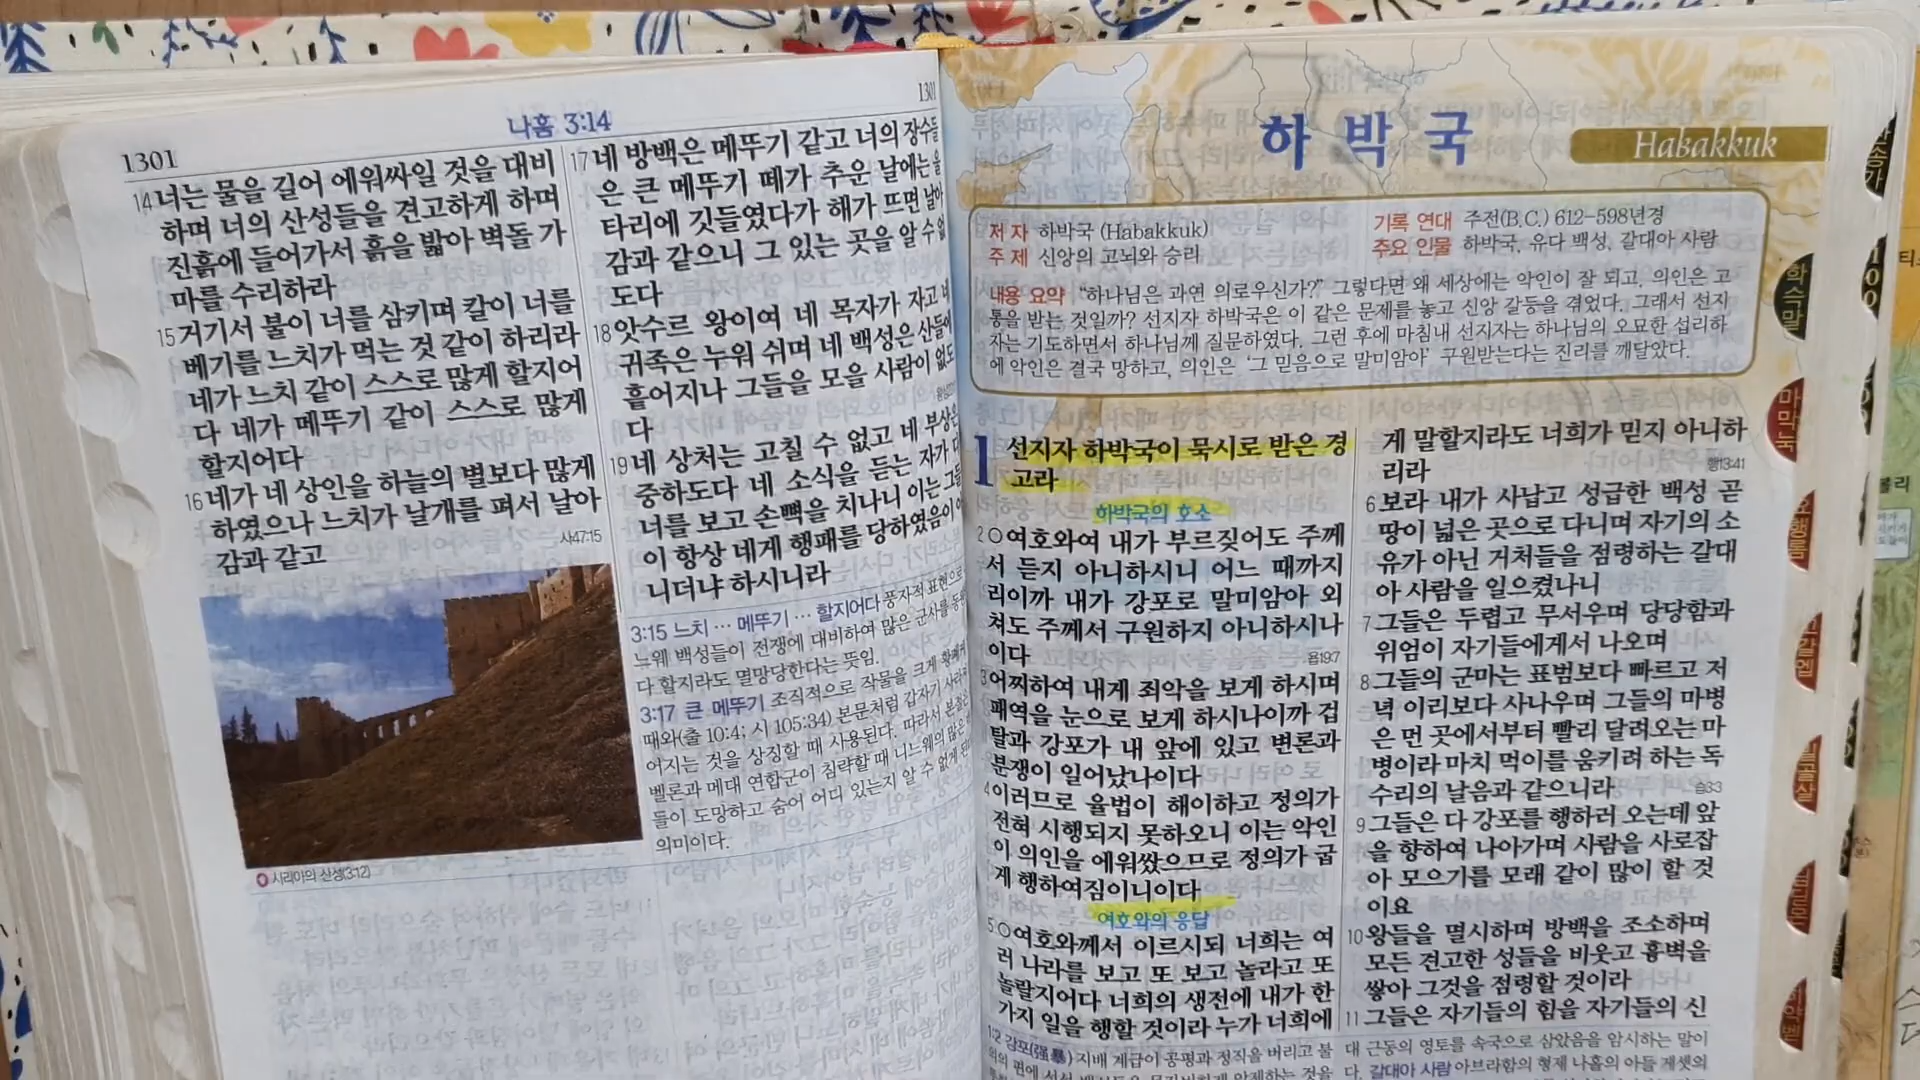 1301
나훔 3:14
1301
14 너는 물을 길어 에워싸일 것을 대비
하며 너의 산성들을 견고하게 하며
진흙에 들어가서 흙을 밟아 벽돌 가
마를 수리하라
15 거기서 불이 너를 삼키며 칼이 너를
베기를 느치가 먹는 것 같이 하리라
네가 느치 같이 스스로 많게 할지어
다 네가 메뚜기 같이 스스로 많게
할지어다
16 네가 네 상인을 하늘의 별보다 많게
하였으나 느치가 날개를 펴서 날아
감과 같고
사47:15
시리아의 산성(3:12)
17 네 방백은 메뚜기 같고 너의 장수들
은 큰 메뚜기 떼가 추운 날에는 울
타리에 깃들였다가 해가 뜨면 날아
감과 같으니 그 있는 곳을 알 수 없
도다
18 앗수르 왕이여 네 목자가 자고 네
귀족은 누워 쉬며 네 백성은 산들에
흩어지나 그들을 모을 사람이 없도
다
19 네 상처는 고칠 수 없고 네 부상은
중하도다 네 소식을 듣는 자가 다
너를 보고 손뼉을 치나니 이는 그들
이 항상 네게 행패를 당하였음이 아
니더냐 하시니라
3:15 느치 … 메뚜기 … 할지어다 풍자적 표현으로
느웨 백성들이 전쟁에 대비하여 많은 군사를
다 할지라도 멸망당한다는 뜻임.
3:17 큰 메뚜기 조직적으로 작물을 크게
때와(출 10:4; 시 105:34) 본문처럼 갑자기
어지는 것을 상징할 때 사용된다. 따라서
벨론과 메대 연합군이 침략할 때 니느웨의 많은
들이 도망하고 숨어 어디 있는지 알 수 없게
의미이다.
하박국
Habakkuk
저 자 하박국 (Habakkuk)
기록 연대 주전(B.C.) 612-598년경
주 제 신앙의 고뇌와 승리
주요 인물 하박국, 유다 백성, 갈대아 사람
내용 요약 “하나님은 과연 의로우신가?” 그렇다면 왜 세상에는 악인이 잘 되고, 의인은 고
통을 받는 것일까? 선지자 하박국은 이 같은 문제를 놓고 신앙 갈등을 겪었다. 그래서 선지
자는 기도하면서 하나님께 질문하였다. 그런 후에 마침내 선지자는 하나님의 오묘한 섭리하
에 악인은 결국 망하고, 의인은 ‘그 믿음으로 말미암아’ 구원받는다는 진리를 깨달았다.
1 선지자 하박국이 묵시로 받은 경
고라
하박국의 호소
2 ○여호와여 내가 부르짖어도 주께
서 듣지 아니하시니 어느 때까지
리이까 내가 강포로 말미암아 외
쳐도 주께서 구원하지 아니하시나
이다
욥19:7
3 어찌하여 내게 죄악을 보게 하시며
패역을 눈으로 보게 하시나이까 겁
탈과 강포가 내 앞에 있고 변론과
분쟁이 일어났나이다
4 이러므로 율법이 해이하고 정의가
전혀 시행되지 못하오니 이는 악인
이 의인을 에워쌌으므로 정의가 굽
게 행하여짐이니이다
여호와의 응답
5 ○여호와께서 이르시되 너희는 여
러 나라를 보고 또 보고 놀라고 또
놀랄지어다 너희의 생전에 내가 한
가지 일을 행할 것이라 누가 너희에
1:2 강포(强暴) 지배 계급이 공평과 정직을 버리고 불
게 말할지라도 너희가 믿지 아니하
리라
행13:41
6 보라 내가 사납고 성급한 백성 곧
땅이 넓은 곳으로 다니며 자기의 소
유가 아닌 거처들을 점령하는 갈대
아 사람을 일으켰나니
7 그들은 두렵고 무서우며 당당함과
위엄이 자기들에게서 나오며
8 그들의 군마는 표범보다 빠르고 저
녁 이리보다 사나우며 그들의 마병
은 먼 곳에서부터 빨리 달려오는 마
병이라 마치 먹이를 움키려 하는 독
수리의 날음과 같으니라
습3:3
9 그들은 다 강포를 행하러 오는데 앞
을 향하여 나아가며 사람을 사로잡
아 모으기를 모래 같이 많이 할 것
이요
10 왕들을 멸시하며 방백을 조소하며
모든 견고한 성들을 비웃고 흉벽을
쌓아 그것을 점령할 것이라
11 그들은 자기들의 힘을 자기들의 신
대 근동의 영토를 속국으로 삼았음을 암시하는 말이
다. 갈대아 사람 아브라함의 형제 나홀의 아들 게셋의
학슥말